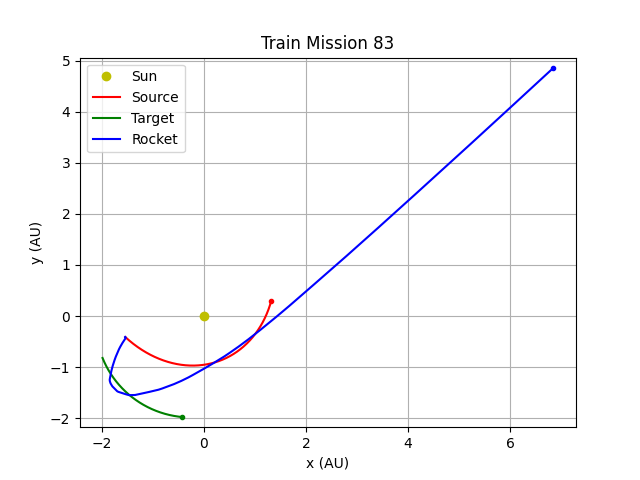 Train Mission 83
Sun
Source
Target
Rocket
5
4
3
2
1
0
−1
−2
y (AU)
−2
0
2
4
6
x (AU)